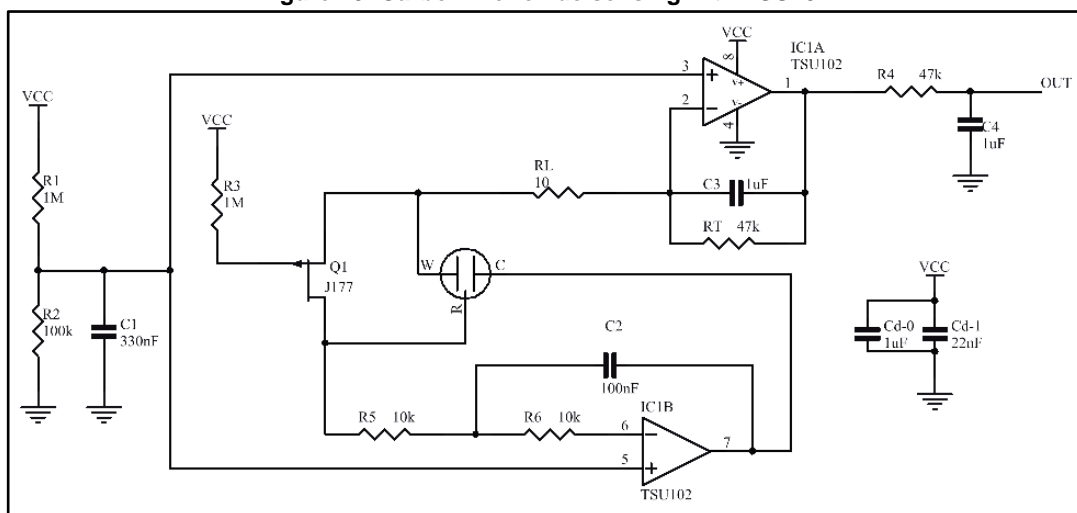 Figure Carbon monoxide sensing with
VCC
IC1A
TSU102
8
3
+
v+
1
R4 47k
OUT
2
−
v-
4
C4
1uF
VCC
R1
1M
VCC
R3
1M
RL
10
C3 1uF
RT 47k
Q1
J177
W
C
R
R2
100k
C1
330nF
C2
100nF
VCC
Cd-0
1uF
Cd-1
22nF
R5 10k
R6 10k
IC1B
6
−
7
5
+
TSU102